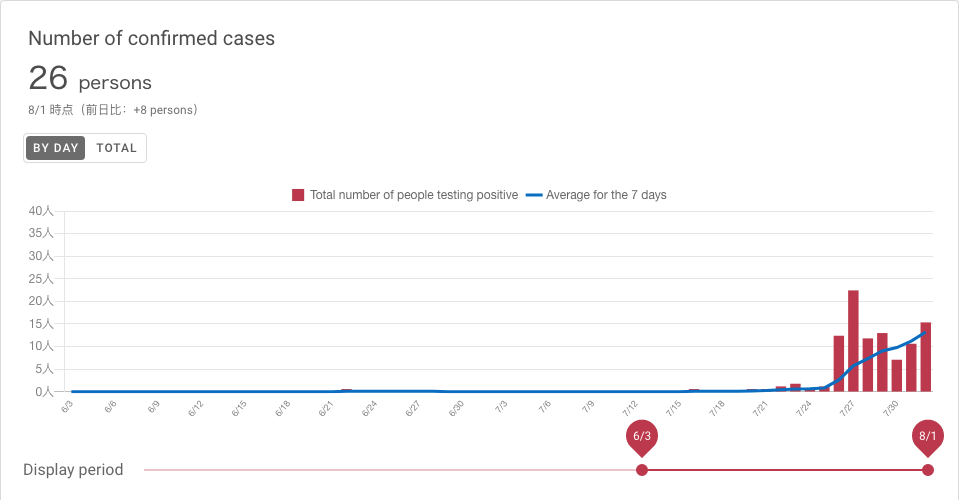 Number of confirmed cases
26 persons
8/1 時点（前日比：+8 persons）
BY DAY TOTAL
Total number of people testing positive Average for the 7 days
40人
35人
30人
25人
20人
15人
10人
5人
0人
6/3 6/6 6/9 6/12 6/15 6/18 6/21 6/24 6/27 6/30 7/3 7/6 7/9 7/12 7/15 7/18 7/21 7/24 7/27 7/30
6/3 8/1
Display period